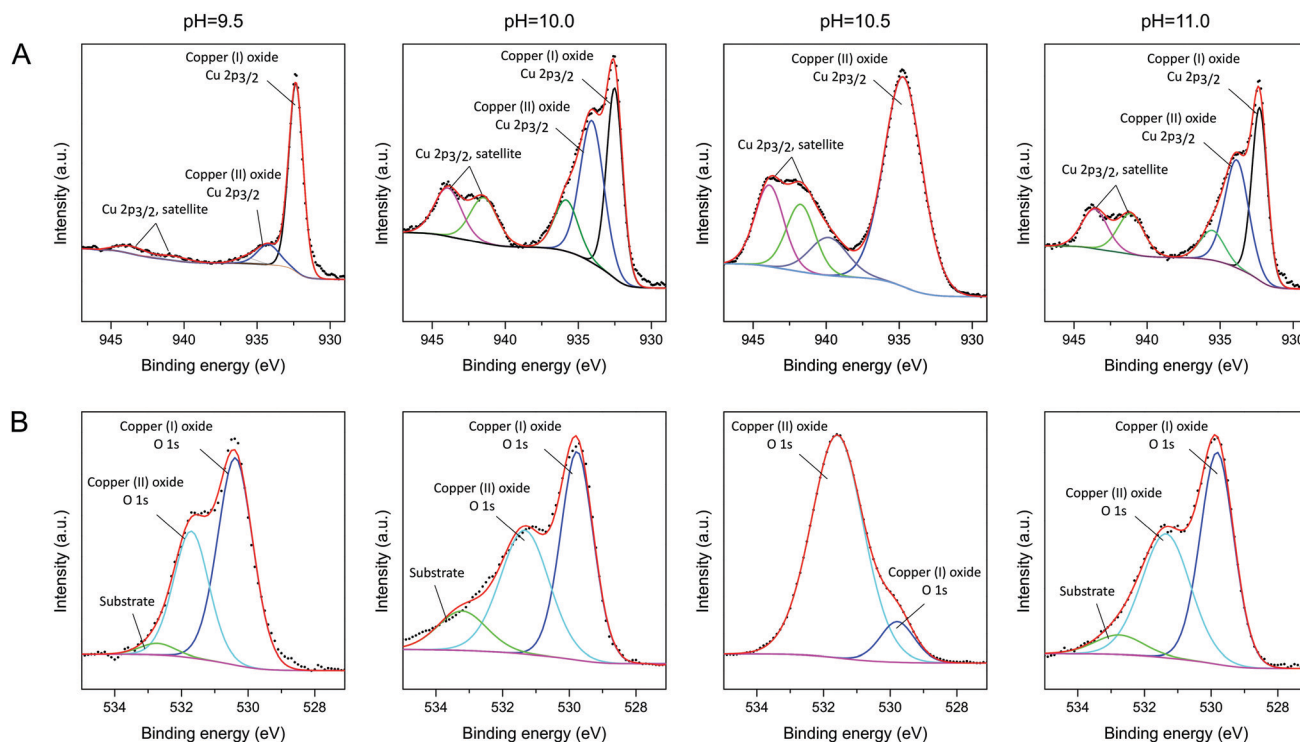 pH=9.5
pH=10.0
pH=10.5
pH=11.0
A
Intensity (a.u.)
Copper (I) oxide
Cu 2p3/2
Copper (II) oxide
Cu 2p3/2
Cu 2p3/2, satellite
945
940
935
930
Binding energy (eV)
Intensity (a.u.)
Copper (I) oxide
Cu 2p3/2
Copper (II) oxide
Cu 2p3/2
Cu 2p3/2, satellite
945
940
935
930
Binding energy (eV)
Intensity (a.u.)
Copper (II) oxide
Cu 2p3/2
Cu 2p3/2, satellite
945
940
935
930
Binding energy (eV)
Intensity (a.u.)
Copper (I) oxide
Cu 2p3/2
Copper (II) oxide
Cu 2p3/2
Cu 2p3/2, satellite
945
940
935
930
Binding energy (eV)
B
Intensity (a.u.)
Copper (I) oxide
O 1s
Copper (II) oxide
O 1s
Substrate
534
532
530
528
Binding energy (eV)
Intensity (a.u.)
Copper (I) oxide
O 1s
Copper (II) oxide
O 1s
Substrate
534
532
530
528
Binding energy (eV)
Intensity (a.u.)
Copper (II) oxide
O 1s
Copper (I) oxide
O 1s
534
532
530
528
Binding energy (eV)
Intensity (a.u.)
Copper (I) oxide
O 1s
Copper (II) oxide
O 1s
Substrate
534
532
530
528
Binding energy (eV)